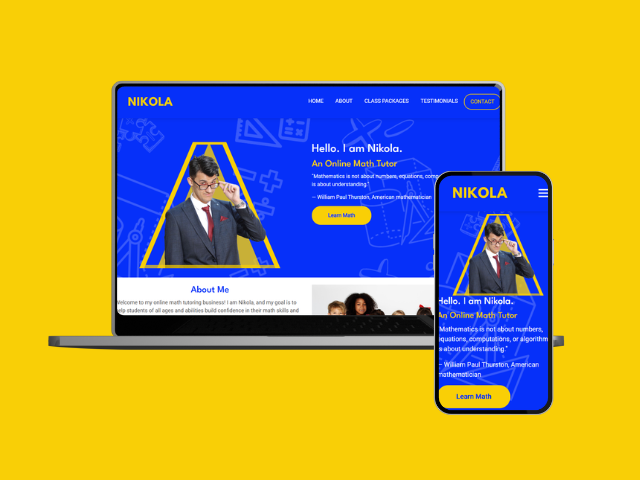 NIKOLA
HOME ABOUT CLASS PACKAGES TESTIMONIALS CONTACT
Hello. I am Nikola.
An Online Math Tutor
"Mathematics is not about numbers, equations, comp
is about understanding."
— William Paul Thurston, American mathematician
Learn Math
About Me
Welcome to my online math tutoring business! I am Nikola, and my goal is to
help students of all ages and abilities build confidence in their math skills and
NIKOLA
Hello. I am Nikola.
An Online Math Tutor
"Mathematics is not about numbers,
equations, computations, or algorithm
is about understanding."
— William Paul Thurston, American
mathematician
Learn Math